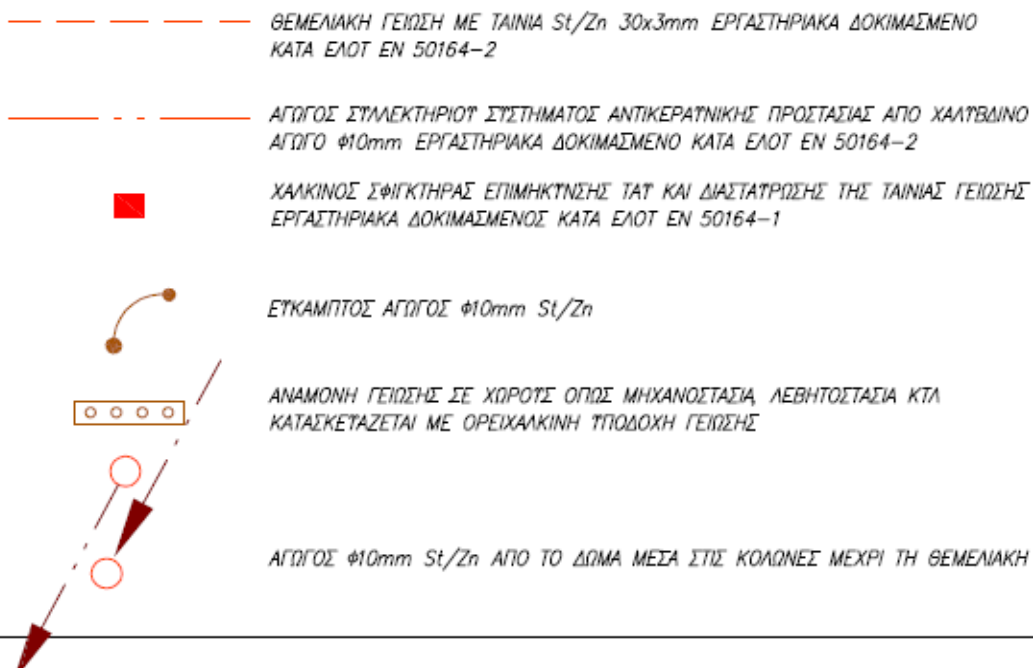 ΘΕΜΕΛΙΑΚΗ ΓΕΙΩΣΗ ΜΕ ΤΑΙΝΙΑ St/Zn 30x3mm ΕΡΓΑΣΤΗΡΙΑΚΑ ΔΟΚΙΜΑΣΜΕΝΟ
ΚΑΤΑ ΕΛΟΤ EN 50164-2
ΑΓΩΓΟΣ ΣΥΛΛΕΚΤΗΡΙΟΥ ΣΥΣΤΗΜΑΤΟΣ ΑΝΤΙΚΕΡΑΥΝΙΚΗΣ ΠΡΟΣΤΑΣΙΑΣ ΑΠΟ ΧΑΛΥΒΔΙΝΟ
ΑΓΩΓΟ Φ10mm ΕΡΓΑΣΤΗΡΙΑΚΑ ΔΟΚΙΜΑΣΜΕΝΟ ΚΑΤΑ ΕΛΟΤ EN 50164-2
ΧΑΛΚΙΝΟΣ ΣΦΙΓΚΤΗΡΑΣ ΕΠΙΜΗΚΥΝΣΗΣ ΤΑΥ ΚΑΙ ΔΙΑΣΤΑΥΡΩΣΗΣ ΤΗΣ ΤΑΙΝΙΑΣ ΓΕΙΩΣΗΣ
ΕΡΓΑΣΤΗΡΙΑΚΑ ΔΟΚΙΜΑΣΜΕΝΟΣ ΚΑΤΑ ΕΛΟΤ EN 50164-1
ΕΥΚΑΜΠΤΟΣ ΑΓΩΓΟΣ Φ10mm St/Zn
ΑΝΑΜΟΝΗ ΓΕΙΩΣΗΣ ΣΕ ΧΩΡΟΥΣ ΟΠΩΣ ΜΗΧΑΝΟΣΤΑΣΙΑ, ΛΕΒΗΤΟΣΤΑΣΙΑ ΚΤΛ
ΚΑΤΑΣΚΕΥΑΖΕΤΑΙ ΜΕ ΟΡΕΙΧΑΛΚΙΝΗ ΥΠΟΔΟΧΗ ΓΕΙΩΣΗΣ
ΑΓΩΓΟΣ Φ10mm St/Zn ΑΠΟ ΤΟ ΔΩΜΑ ΜΕΣΑ ΣΤΙΣ ΚΟΛΩΝΕΣ ΜΕΧΡΙ ΤΗ ΘΕΜΕΛΙΑΚΗ